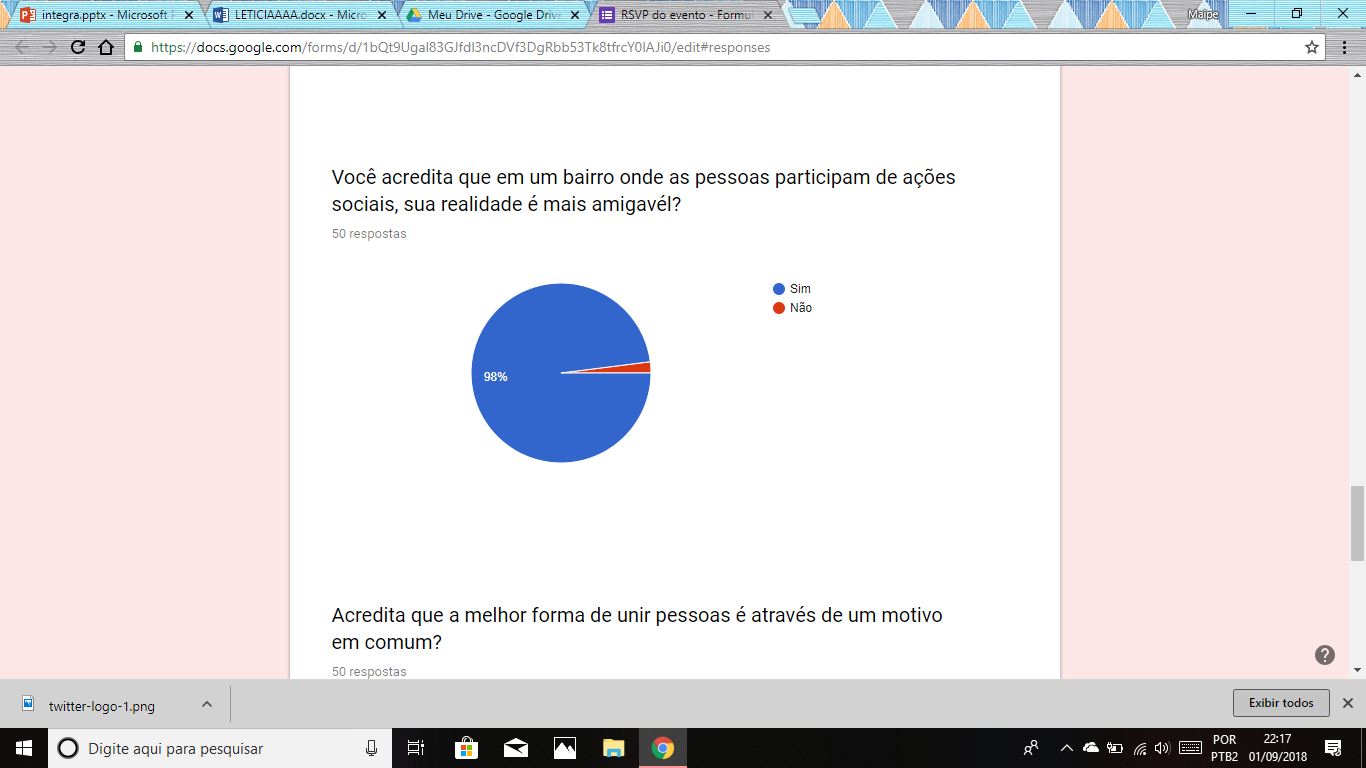 integra.pptx - Microsoft P
LETICIAAAA.docx - Micro
Meu Drive - Google Drive
RSVP do evento - Formul
Maipe
https://docs.google.com/forms/d/1bQt9Ugal83GJfdl3ncDVf3DgRbb53Tk8tfrcY0IAJi0/edit#responses
Você acredita que em um bairro onde as pessoas participam de ações
sociais, sua realidade é mais amigavél?
50 respostas
Sim
Não
98%
Acredita que a melhor forma de unir pessoas é através de um motivo
em comum?
50 respostas
twitter-logo-1.png
Exibir todos
Digite aqui para pesquisar
POR
PTB2
22:17
01/09/2018